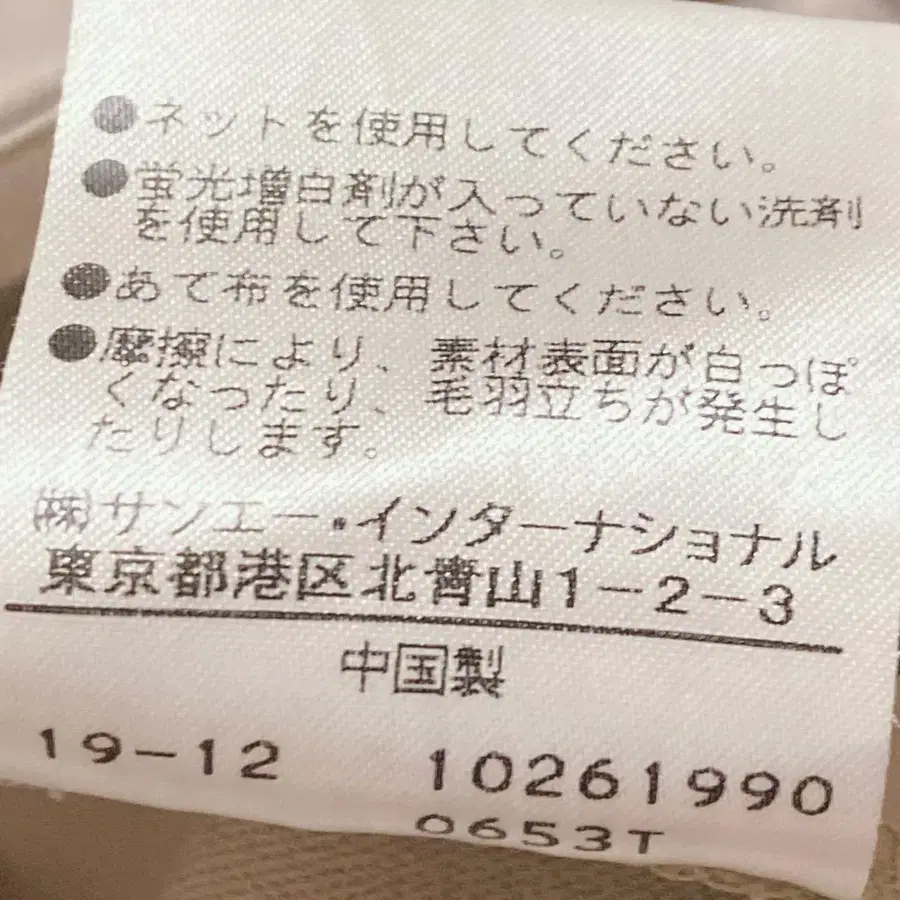 ●ネットを使用してください。
●蛍光増白剤が入っていない洗剤
を使用して下さい。
●あて布を使用してください。
●摩擦により、素材表面が白っぽ
くなったり、毛羽立ちが発生し
たりします。
㈱サンエー・インターナショナル
東京都港区北青山1-2-3
中国製
19-12 10261990
0653T